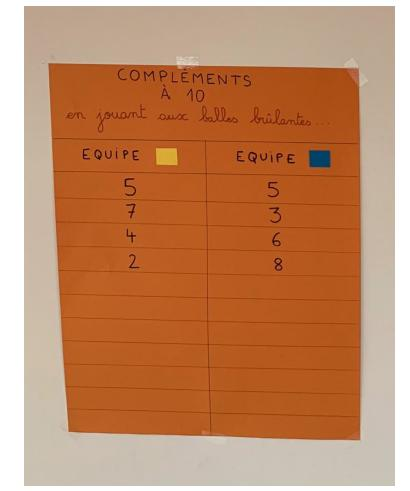 COMPLÉMENTS
À 10
en jouant aux balles brûlantes...
EQUIPE EQUIPE
5 5
7 3
4 6
2 8